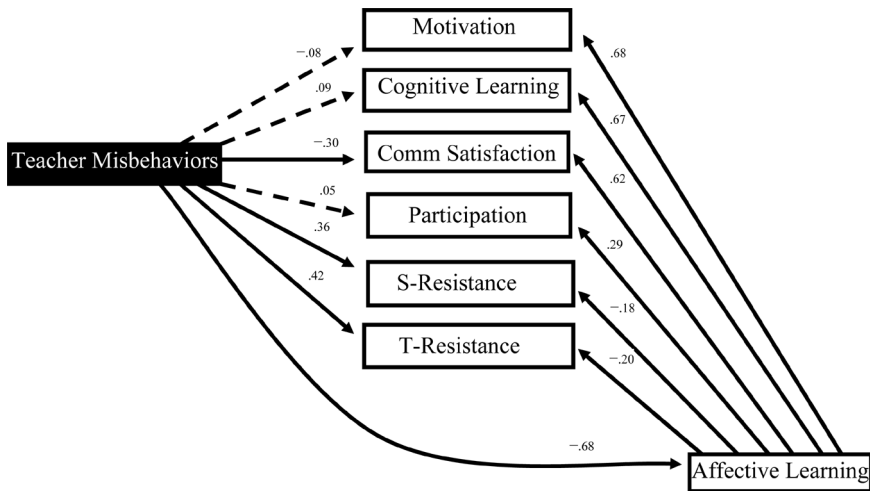 Motivation
−.08
.68
Cognitive Learning
.09
.67
Teacher Misbehaviors
−.30
Comm Satisfaction
.62
.05
Participation
.36
.29
.42
S-Resistance
−.18
T-Resistance
−.20
−.68
Affective Learning